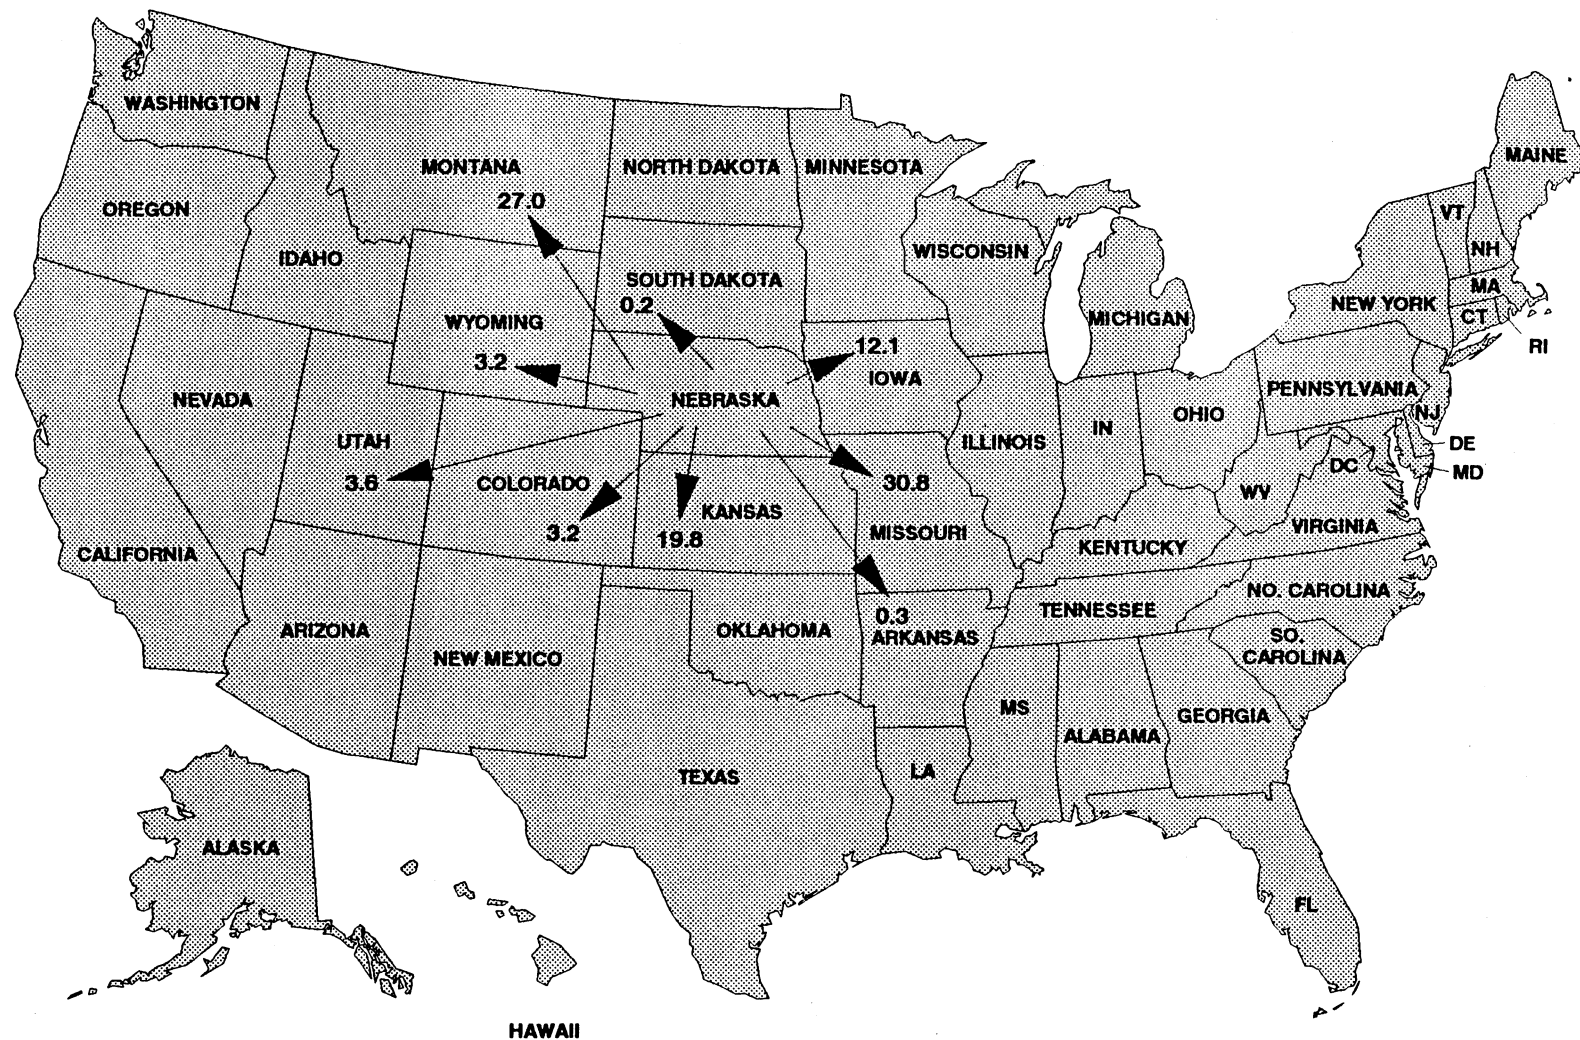 WASHINGTON
MONTANA
27.0
NORTH DAKOTA
MINNESOTA
MAINE
OREGON
IDAHO
WISCONSIN
VT
NH
MA
SOUTH DAKOTA
0.2
NEW YORK
CT
RI
MICHIGAN
WYOMING
3.2
12.1
IOWA
NEVADA
NEBRASKA
PENNSYLVANIA
NJ
OHIO
IN
ILLINOIS
UTAH
3.6
DE
MD
DC
COLORADO
3.2
30.8
WV
KANSAS
19.8
MISSOURI
VIRGINIA
CALIFORNIA
KENTUCKY
NO. CAROLINA
TENNESSEE
0.3
ARKANSAS
ARIZONA
OKLAHOMA
SO.
CAROLINA
NEW MEXICO
MS
GEORGIA
ALABAMA
TEXAS
LA
ALASKA
FL
HAWAII